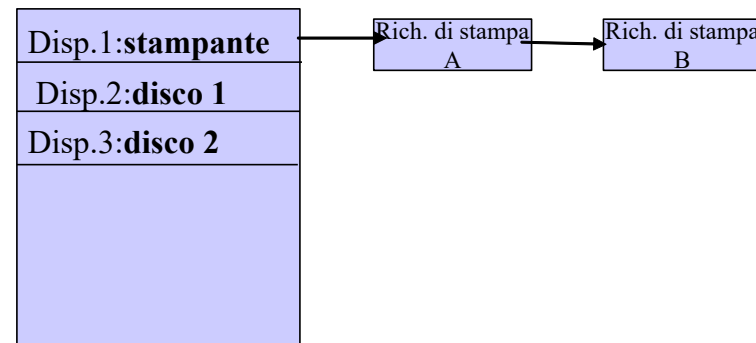 Disp.1:stampante
Rich. di stampa
A
Rich. di stampa
B
Disp.2:disco 1
Disp.3:disco 2